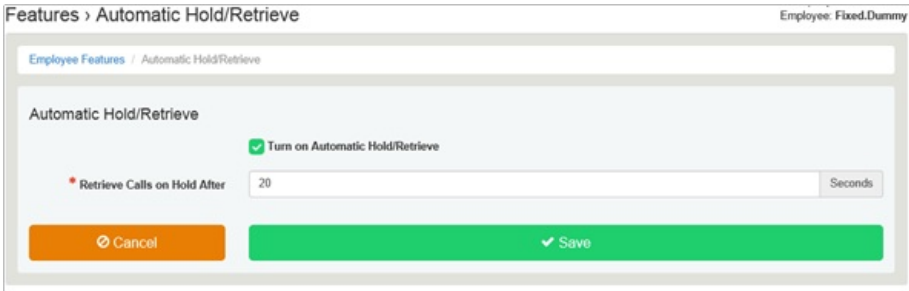 Features › Automatic Hold/Retrieve
Employee: Fixed.Dummy
Employee Features / Automatic Hold/Retrieve
Automatic Hold/Retrieve
Turn on Automatic Hold/Retrieve
* Retrieve Calls on Hold After 20 Seconds
Cancel Save